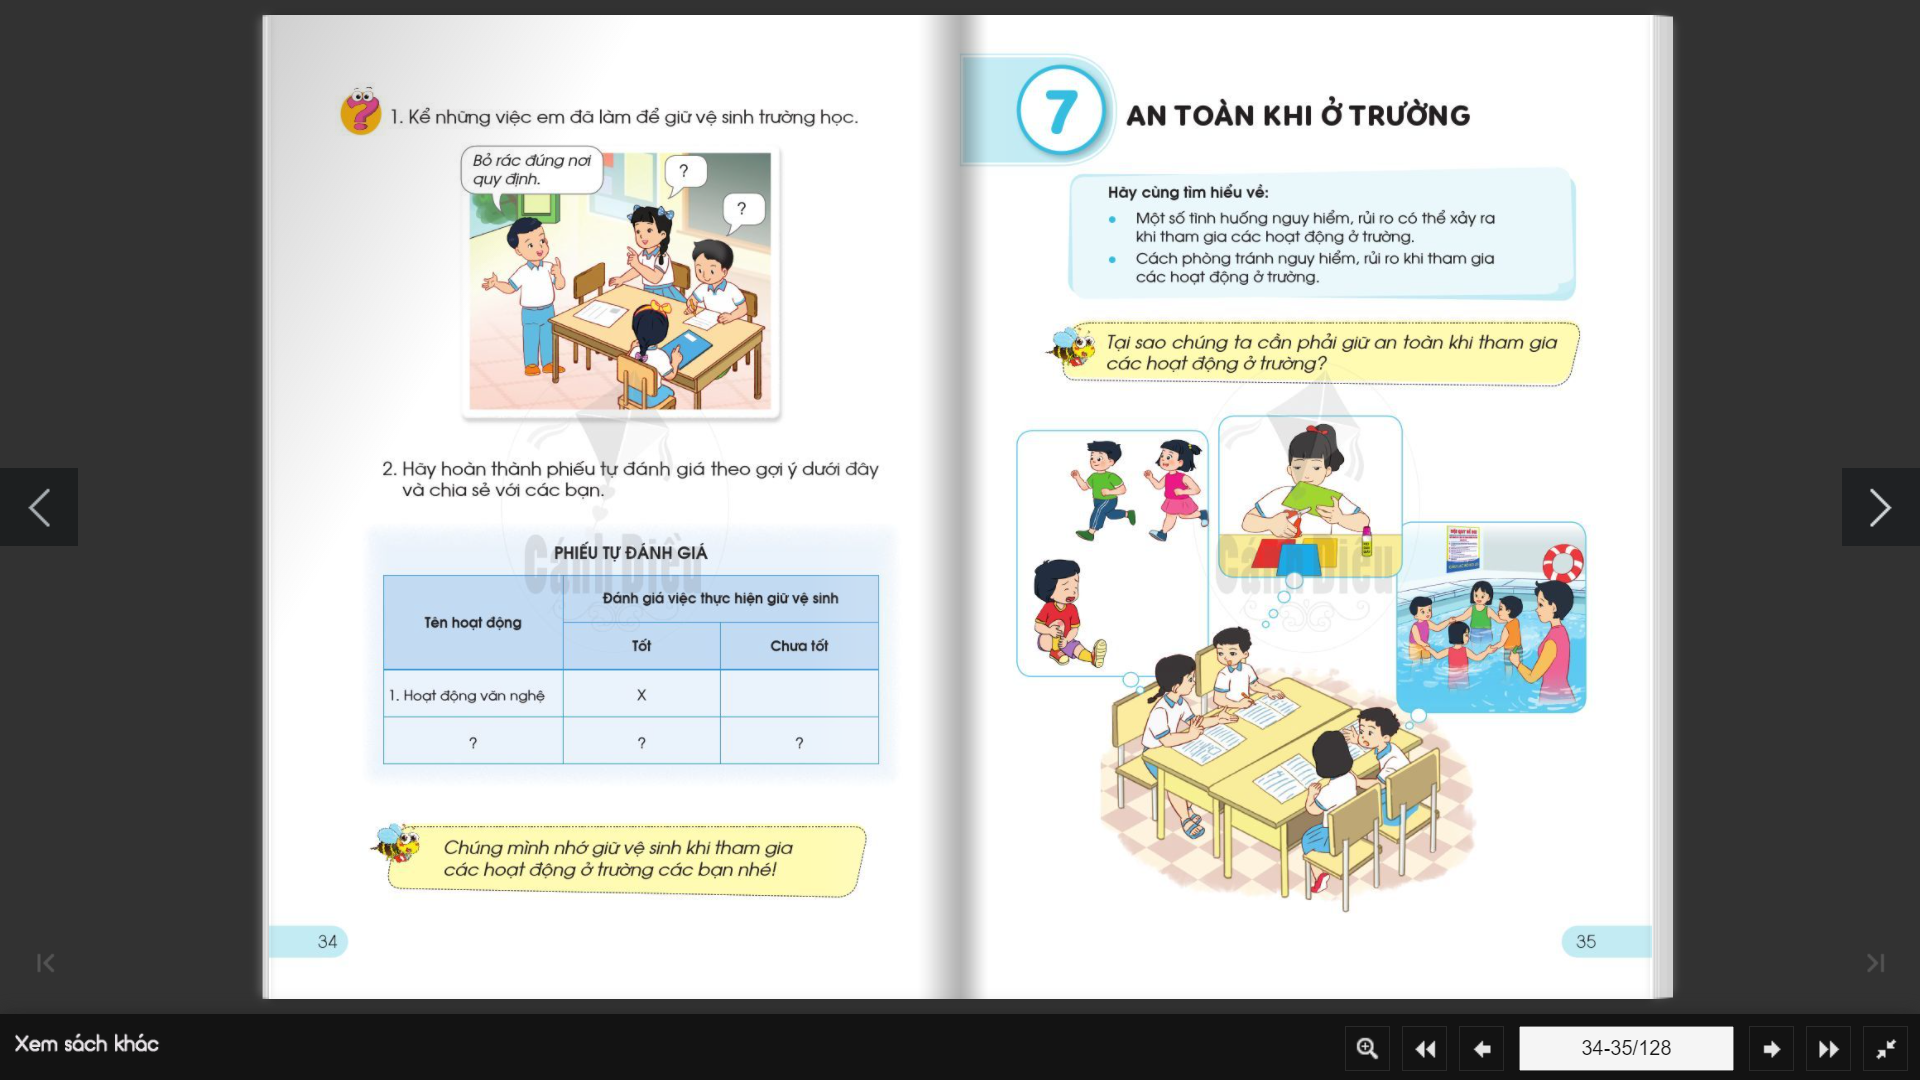 1. Kể những việc em đã làm để giữ vệ sinh trường học.
Bỏ rác đúng nơi
quy định.
?
?
2. Hãy hoàn thành phiếu tự đánh giá theo gợi ý dưới đây
và chia sẻ với các bạn.
PHIẾU TỰ ĐÁNH GIÁ
Tên hoạt động
Đánh giá việc thực hiện giữ vệ sinh
Tốt
Chưa tốt
1. Hoạt động văn nghệ
X
?
?
?
Chúng mình nhớ giữ vệ sinh khi tham gia
các hoạt động ở trường các bạn nhé!
34
Cánh Diều
7
AN TOÀN KHI Ở TRƯỜNG
Hãy cùng tìm hiểu về:
• Một số tình huống nguy hiểm, rủi ro có thể xảy ra
khi tham gia các hoạt động ở trường.
• Cách phòng tránh nguy hiểm, rủi ro khi tham gia
các hoạt động ở trường.
Tại sao chúng ta cần phải giữ an toàn khi tham gia
các hoạt động ở trường?
Cánh Diều
35
Xem sách khác
34-35/128